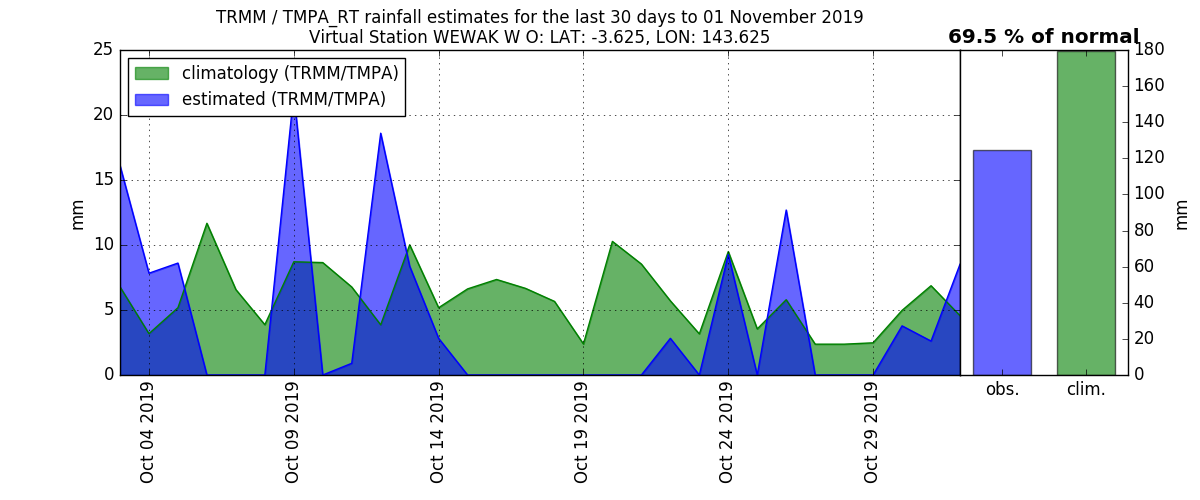 TRMM / TMPA_RT rainfall estimates for the last 30 days to 01 November 2019
Virtual Station WEWAK W O: LAT: -3.625, LON: 143.625
69.5 % of normal
climatology (TRMM/TMPA)
estimated (TRMM/TMPA)
25
20
15
10
5
0
mm
Oct 04 2019
Oct 09 2019
Oct 14 2019
Oct 19 2019
Oct 24 2019
Oct 29 2019
obs.
clim.
180
160
140
120
100
80
60
40
20
0
mm